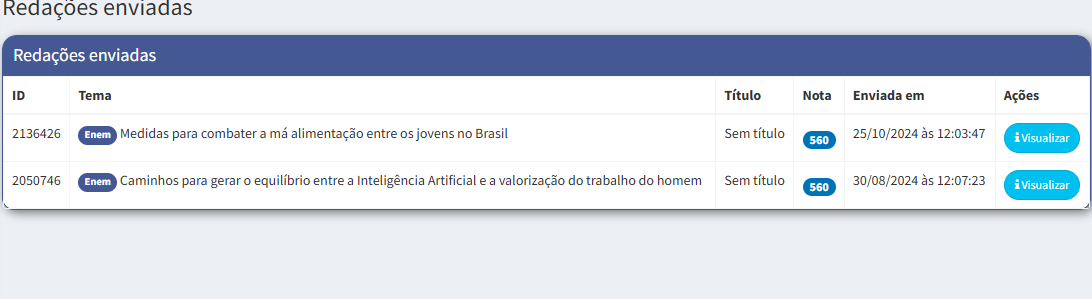 Redações enviadas
Redações enviadas
ID Tema Título Nota Enviada em Ações
2136426 Enem Medidas para combater a má alimentação entre os jovens no Brasil Sem título 560 25/10/2024 às 12:03:47 Visualizar
2050746 Enem Caminhos para gerar o equilíbrio entre a Inteligência Artificial e a valorização do trabalho do homem Sem título 560 30/08/2024 às 12:07:23 Visualizar